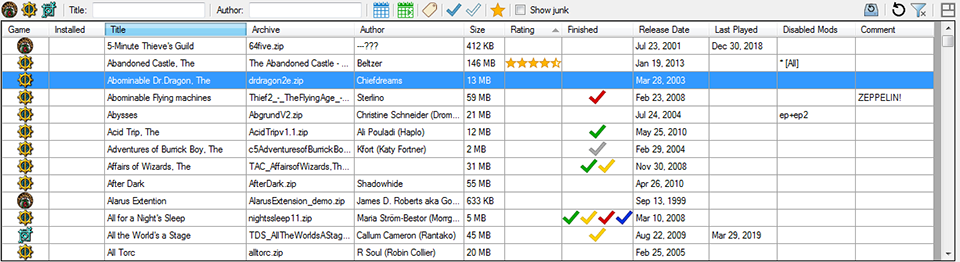 Title: Author: Show junk
Game Installed Title Archive Author Size Rating Finished Release Date Last Played Disabled Mods Comment
5-Minute Thieve's Guild 64five.zip ---??? 412 KB Jul 23, 2001 Dec 30, 2018
Abandoned Castle, The The Abandoned Castle - ... Beltzer 146 MB Jan 19, 2013 * [All]
Abominable Dr.Dragon, The drdragon2e.zip Chiefdreams 13 MB Mar 28, 2003
Abominable Flying machines Thief2_-_TheFlyingAge_-... Sterlino 59 MB Feb 23, 2008 ZEPPELIN!
Abysses AbgrundV2.zip Christine Schneider (Drom... 21 MB Jul 24, 2004 ep+ep2
Acid Trip, The AcidTripv1.1.zip Ali Pouladi (Haplo) 12 MB May 25, 2010
Adventures of Burrick Boy, The c5AdventuresofBurrickBo... Kfort (Katy Fortner) 2 MB Feb 29, 2004
Affairs of Wizards, The TAC_AffairsofWizards,Th... 31 MB Nov 30, 2008
After Dark AfterDark.zip Shadowhide 55 MB Apr 26, 2010
Alarus Extention AlarusExtention_demo.zip James D. Roberts aka Go... 633 KB Sep 13, 1999
All for a Night's Sleep nightssleep11.zip Maria Ström-Bestor (Morrg... 5 MB Mar 10, 2008
All the World's a Stage TDS_AllTheWorldsAStag... Callum Cameron (Rantako) 45 MB Aug 22, 2009 Mar 29, 2019
All Torc alltorc.zip R Soul (Robin Collier) 20 MB Feb 25, 2005